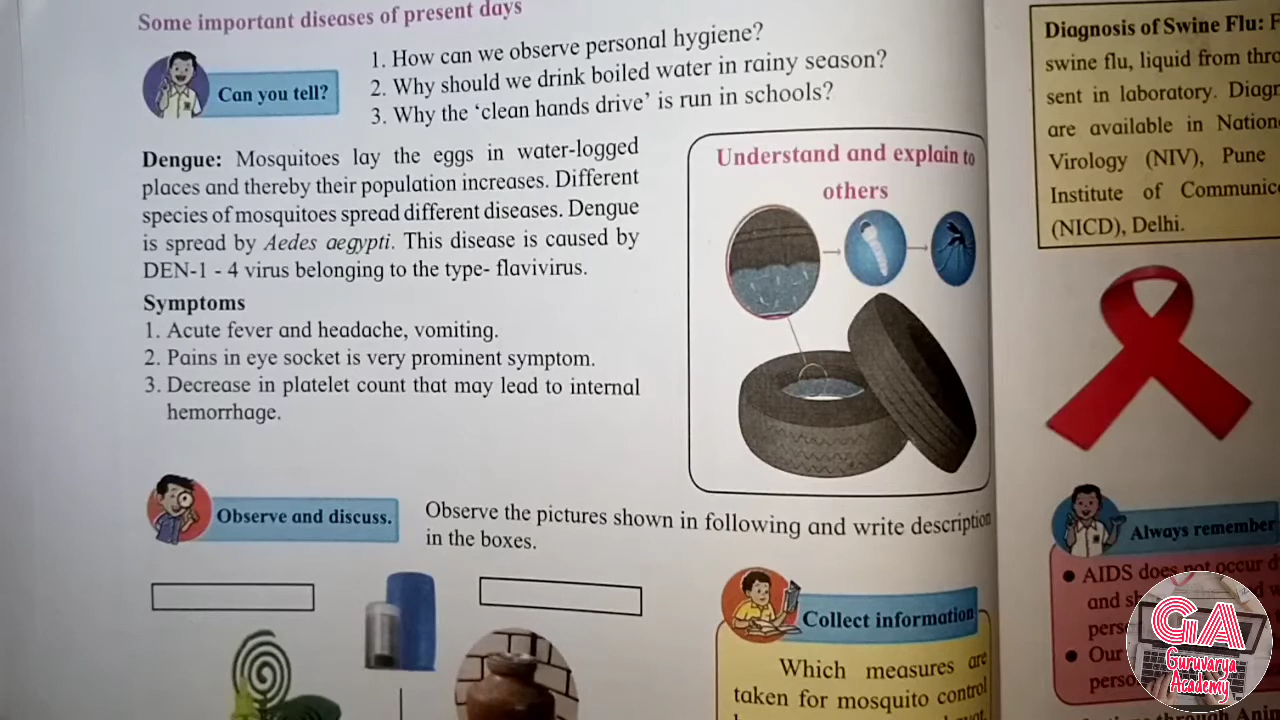 Some important diseases of present days
Can you tell?
1. How can we observe personal hygiene?
2. Why should we drink boiled water in rainy season?
3. Why the ‘clean hands drive’ is run in schools?
Dengue: Mosquitoes lay the eggs in water-logged
places and thereby their population increases. Different
species of mosquitoes spread different diseases. Dengue
is spread by Aedes aegypti. This disease is caused by
DEN-1 - 4 virus belonging to the type- flavivirus.
Symptoms
1. Acute fever and headache, vomiting.
2. Pains in eye socket is very prominent symptom.
3. Decrease in platelet count that may lead to internal
hemorrhage.
Understand and explain to
others
Observe and discuss.
Observe the pictures shown in following and write description
in the boxes.
Collect information
Which measures are
taken for mosquito control
Diagnosis of Swine Flu:
swine flu, liquid from
sent in laboratory.
are available in
Virology (NIV), Pune
Institute of
(NICD), Delhi.
Always remember
● AIDS does not occur
and
● Our
GA
Guruvarya
Academy